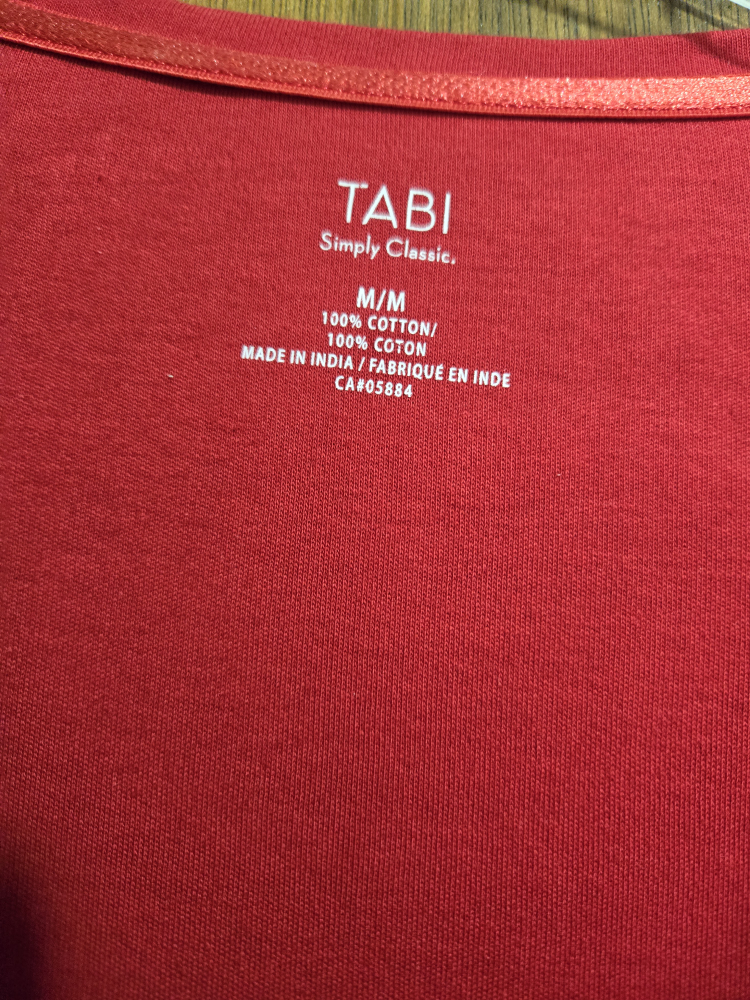 TABI
Simply Classic.
M/M
100% COTTON/
100% COTON
MADE IN INDIA / FABRIQUÉ EN INDE
CA#05884